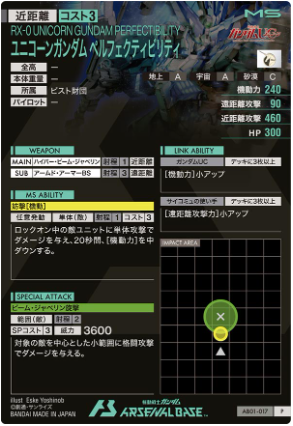 近距離 コスト3 MS
RX-0 UNICORN GUNDAM PERFECTIBILITY
ユニコーンガンダム ペルフェクティビリティ
全高 ー
本体重量 ー
所属 ビスト財団
パイロット ー
地上 A 宇宙 A 砂漠 C
機動力 240
遠距離攻撃 90
近距離攻撃 460
HP 300
WEAPON
MAIN ハイパー・ビーム・ジャベリン 射程 1 近距離
SUB アームド・アーマーBS 射程 3 遠距離
LINK ABILITY
ガンダムUC デッキに3枚以上
[機動力]小アップ
サイコミュの使い手 デッキに3枚以上
[遠距離攻撃力]小アップ
MS ABILITY
妨撃[機動]
任意発動 単体(敵) 射程 1 コスト 3
ロックオン中の敵ユニットに単体攻撃で
ダメージを与え、20秒間、[機動力]を中
ダウンする。
SPECIAL ATTACK
ビーム・ジャベリン斬撃
範囲(敵) 射程 2
SPコスト 3 威力 3600
対象の敵を中心とした小範囲に格闘攻撃
でダメージを与える。
IMPACT AREA
illust Eske Yoshinob
©創通・サンライズ
BANDAI MADE IN JAPAN
機動戦士ガンダム
ARSENAL BASE
AB01-017 P